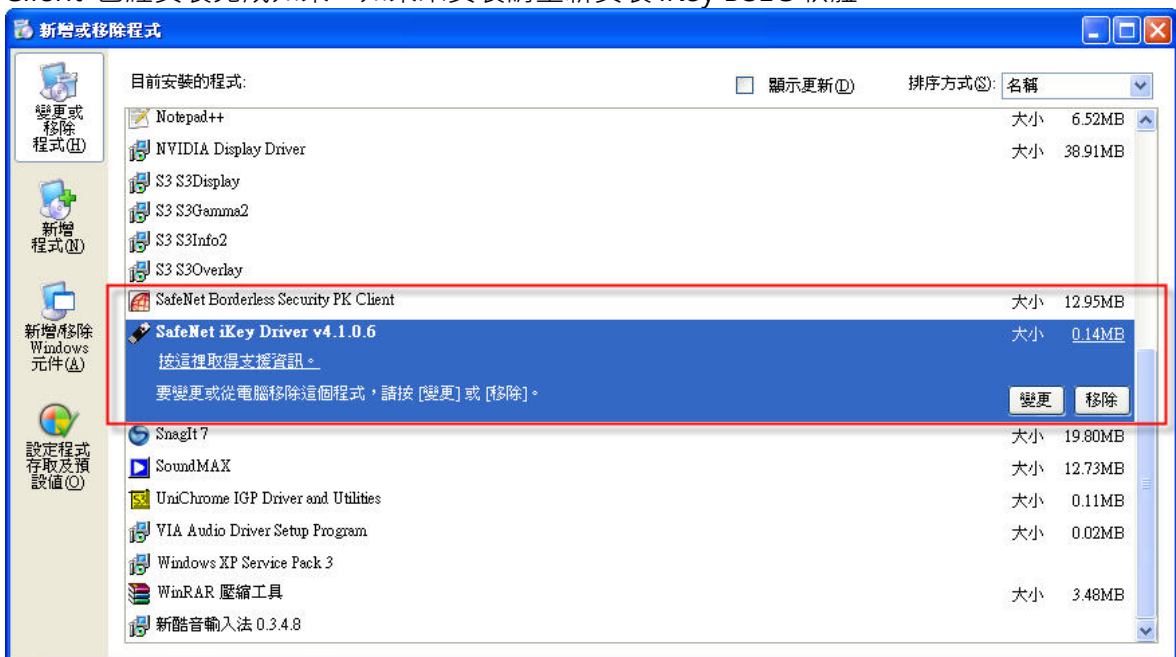 新增或移除程式
變更或
移除
程式(H)
新增
程式(N)
新增/移除
Windows
元件(A)
設定程式
存取及預
設值(O)
目前安裝的程式:
顯示更新(D)
排序方式(S): 名稱
Notepad++ 大小 6.52MB
NVIDIA Display Driver 大小 38.91MB
S3 S3Display
S3 S3Gamma2
S3 S3Info2
S3 S3Overlay
SafeNet Borderless Security PK Client 大小 12.95MB
SafeNet iKey Driver v4.1.0.6 大小 0.14MB
按這裡取得支援資訊。
要變更或從電腦移除這個程式，請按 [變更] 或 [移除]。
變更 移除
SnagIt 7 大小 19.80MB
SoundMAX 大小 12.73MB
UniChrome IGP Driver and Utilities 大小 0.11MB
VIA Audio Driver Setup Program 大小 0.02MB
Windows XP Service Pack 3
WinRAR 壓縮工具 大小 3.48MB
新酷音輸入法 0.3.4.8